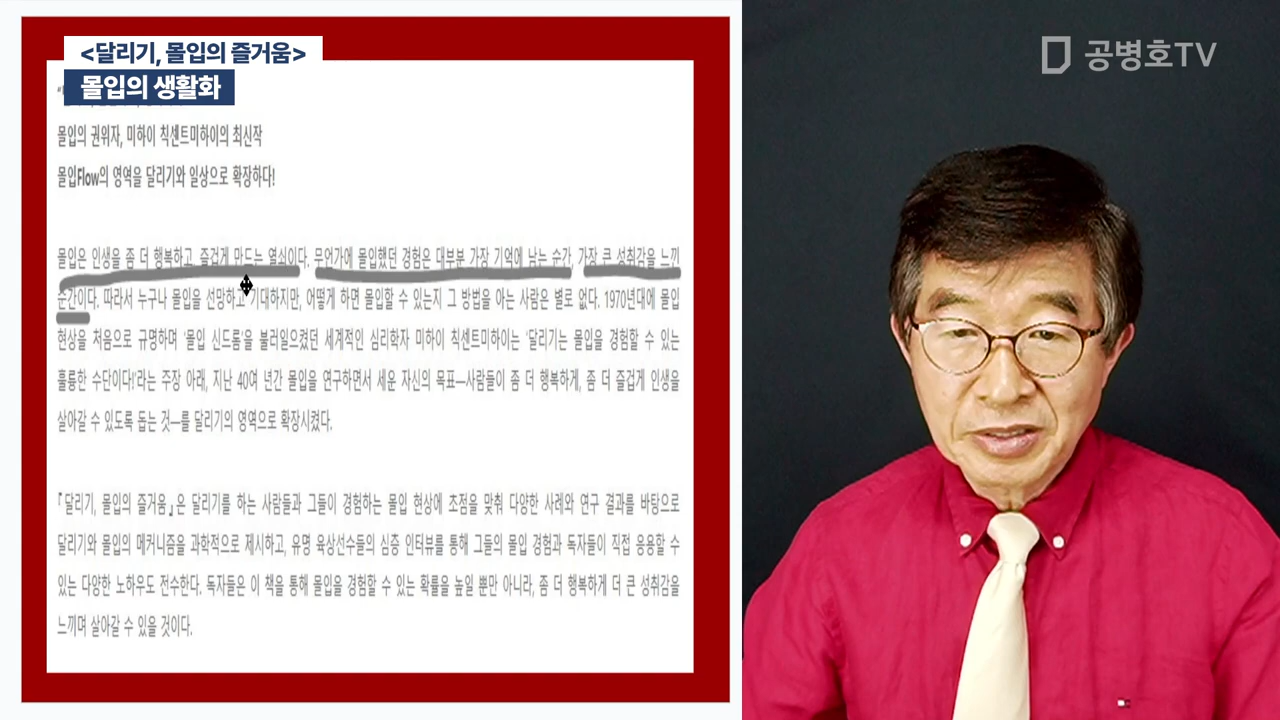 <달리기, 몰입의 즐거움>
몰입의 생활화
공병호TV
몰입의 권위자, 미하이 칙센트미하이의 최신작
몰입Flow의 영역을 달리기와 일상으로 확장하다!
몰입은 인생을 좀 더 행복하고, 즐겁게 만드는 열쇠이다. 무언가에 몰입했던 경험은 대부분 가장 기억에 남는 순간, 가장 큰 성취감을 느낀
순간이다. 따라서 누구나 몰입을 선망하고 기대하지만, 어떻게 하면 몰입할 수 있는지 그 방법을 아는 사람은 별로 없다. 1970년대에 몰입
현상을 처음으로 규명하며 '몰입 신드롬'을 불러일으켰던 세계적인 심리학자 미하이 칙센트미하이는 '달리기는 몰입을 경험할 수 있는
훌륭한 수단이다!'라는 주장 아래, 지난 40여 년간 몰입을 연구하면서 세운 자신의 목표—사람들이 좀 더 행복하게, 좀 더 즐겁게 인생을
살아갈 수 있도록 돕는 것—를 달리기의 영역으로 확장시켰다.
『달리기, 몰입의 즐거움』은 달리기를 하는 사람들과 그들이 경험하는 몰입 현상에 초점을 맞춰 다양한 사례와 연구 결과를 바탕으로
달리기와 몰입의 메커니즘을 과학적으로 제시하고, 유명 육상선수들의 심층 인터뷰를 통해 그들의 몰입 경험과 독자들이 직접 응용할 수
있는 다양한 노하우도 전수한다. 독자들은 이 책을 통해 몰입을 경험할 수 있는 확률을 높일 뿐만 아니라, 좀 더 행복하게 더 큰 성취감을
느끼며 살아갈 수 있을 것이다.